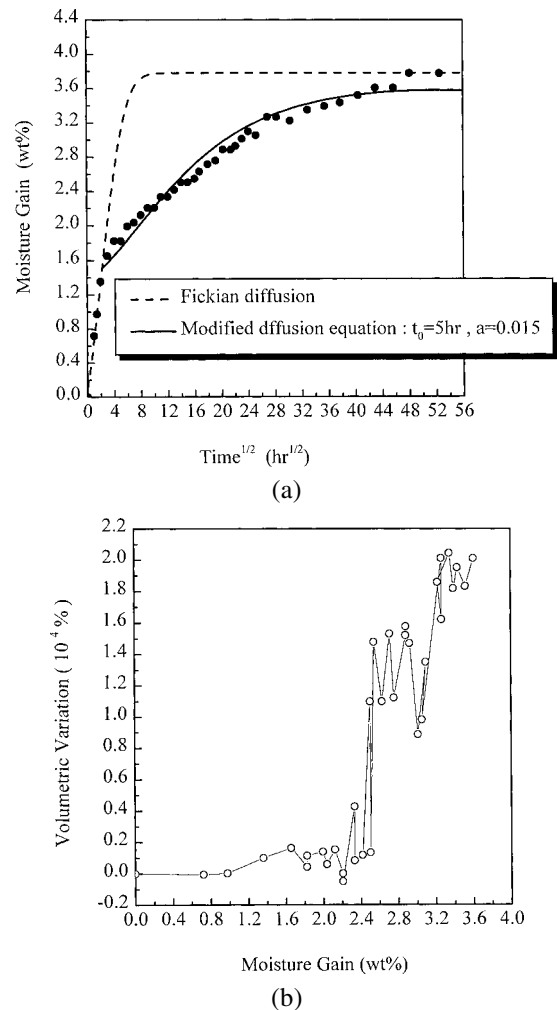 4.4
4.0
3.6
3.2
2.8
2.4
2.0
1.6
1.2
0.8
0.4
0.0
Moisture Gain (wt%)
Fickian diffusion
Modified dffusion equation : t₀=5hr , a=0.015
0 4 8 12 16 20 24 28 32 36 40 44 48 52 56
Time^1/2 (hr^1/2)
(a)
2.2
2.0
1.8
1.6
1.4
1.2
1.0
0.8
0.6
0.4
0.2
0.0
-0.2
Volumetric Variation ( 10⁴ % )
0.0 0.4 0.8 1.2 1.6 2.0 2.4 2.8 3.2 3.6 4.0
Moisture Gain (wt%)
(b)